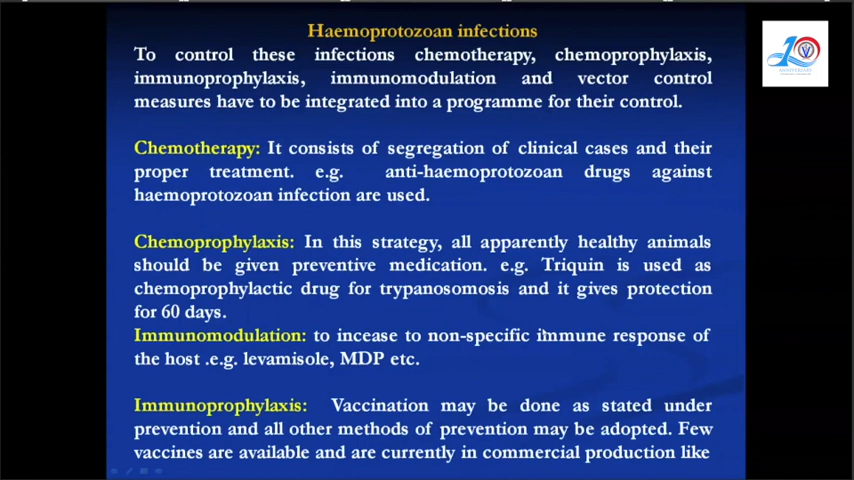 Haemoprotozoan infections
To control these infections chemotherapy, chemoprophylaxis,
immunoprophylaxis, immunomodulation and vector control
measures have to be integrated into a programme for their control.
Chemotherapy: It consists of segregation of clinical cases and their
proper treatment. e.g. anti-haemoprotozoan drugs against
haemoprotozoan infection are used.
Chemoprophylaxis: In this strategy, all apparently healthy animals
should be given preventive medication. e.g. Triquin is used as
chemoprophylactic drug for trypanosomosis and it gives protection
for 60 days.
Immunomodulation: to incease to non-specific immune response of
the host .e.g. levamisole, MDP etc.
Immunoprophylaxis: Vaccination may be done as stated under
prevention and all other methods of prevention may be adopted. Few
vaccines are available and are currently in commercial production like
10
ANNIVERSARY